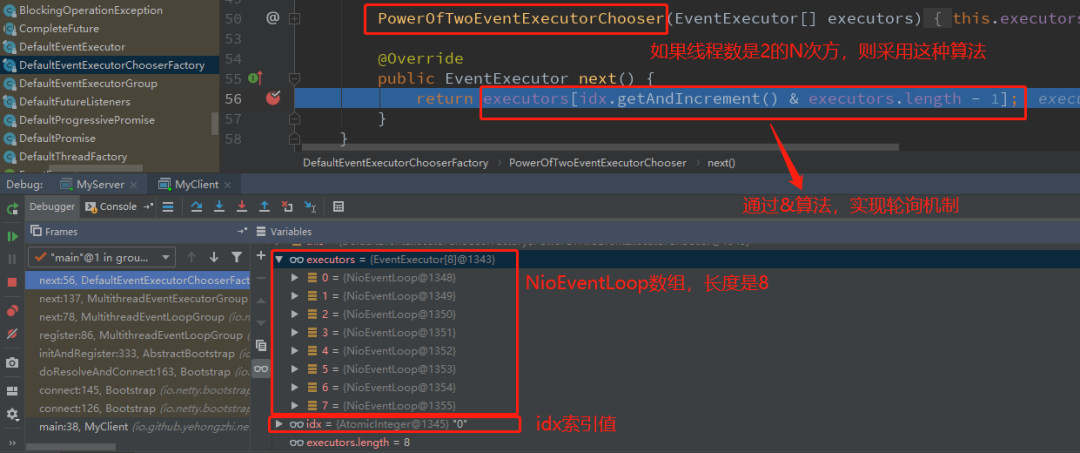 BlockingOperationException
CompleteFuture
DefaultEventExecutor
DefaultEventExecutorChooserFactory
DefaultEventExecutorGroup
DefaultFutureListeners
DefaultProgressivePromise
DefaultPromise
DefaultThreadFactory
50 @ PowerOfTwoEventExecutorChooser(EventExecutor[] executors) { this.executors
53
如果线程数是2的N次方，则采用这种算法
54 @Override
55 public EventExecutor next() {
56 return executors[idx.getAndIncrement() & executors.length - 1]; execu
57 }
58 }
DefaultEventExecutorChooserFactory › PowerOfTwoEventExecutorChooser › next()
Debug: MyServer × MyClient ×
通过&算法，实现轮询机制
Debugger Console
Frames
Variables
"main"@1 in grou...
next:56, DefaultEventExecutorChooserFact
next:137, MultithreadEventExecutorGroup
next:78, MultithreadEventLoopGroup (io.n
register:86, MultithreadEventLoopGroup (
initAndRegister:333, AbstractBootstrap (
doResolveAndConnect:163, Bootstrap (
connect:145, Bootstrap (io.netty.bootstrap
connect:126, Bootstrap (io.netty.bootstrap
main:38, MyClient (io.github.yehongzhi.ne
executors = {EventExecutor[8]@1343}
0 = {NioEventLoop@1348}
1 = {NioEventLoop@1349}
2 = {NioEventLoop@1350}
3 = {NioEventLoop@1351}
4 = {NioEventLoop@1352}
5 = {NioEventLoop@1353}
6 = {NioEventLoop@1354}
7 = {NioEventLoop@1355}
NioEventLoop数组，长度是8
idx = {AtomicInteger@1345} "0"
idx索引值
executors.length = 8